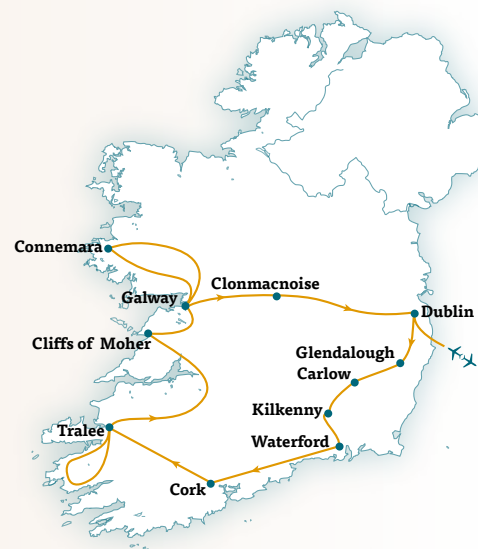 Connemara
Clonmacnoise
Galway
Dublin
Cliffs of Moher
Glendalough
Carlow
Kilkenny
Tralee
Waterford
Cork